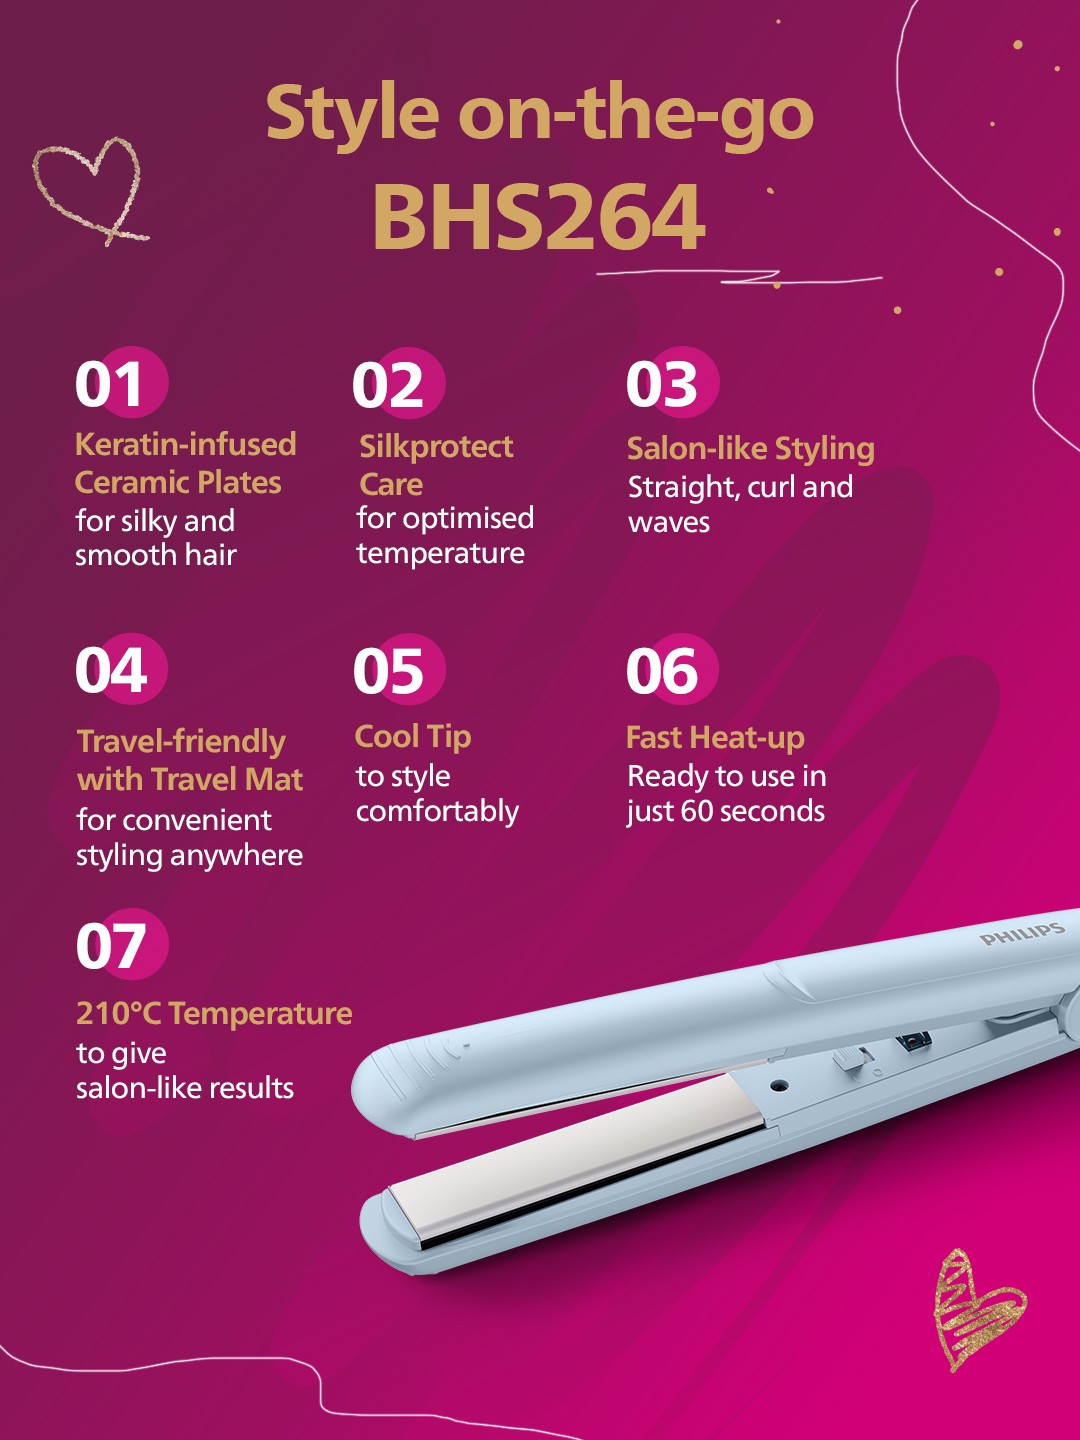 Style on-the-go
BHS264
01
Keratin-infused
Ceramic Plates
for silky and
smooth hair
02
Silkprotect
Care
for optimised
temperature
03
Salon-like Styling
Straight, curl and
waves
04
Travel-friendly
with Travel Mat
for convenient
styling anywhere
05
Cool Tip
to style
comfortably
06
Fast Heat-up
Ready to use in
just 60 seconds
07
210°C Temperature
to give
salon-like results
PHILIPS